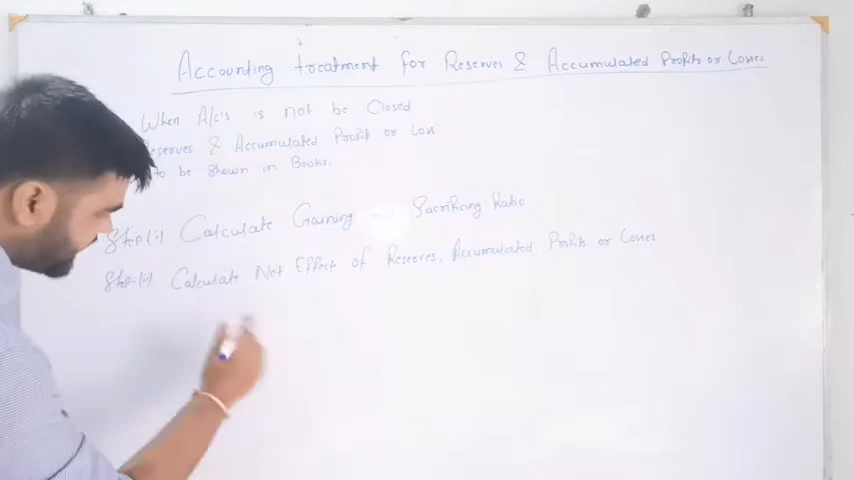 Accounting treatment for Reserves & Accumulated Profits or Losses
When A/c's is not be Closed
Reserves & Accumulated Profits or Loss
to be Shown in Books.
Step(i) Calculate Gaining Sacrificing Ratio
Step-(ii) Calculate Net Effect of Reserves, Accumulated Profits or Losses